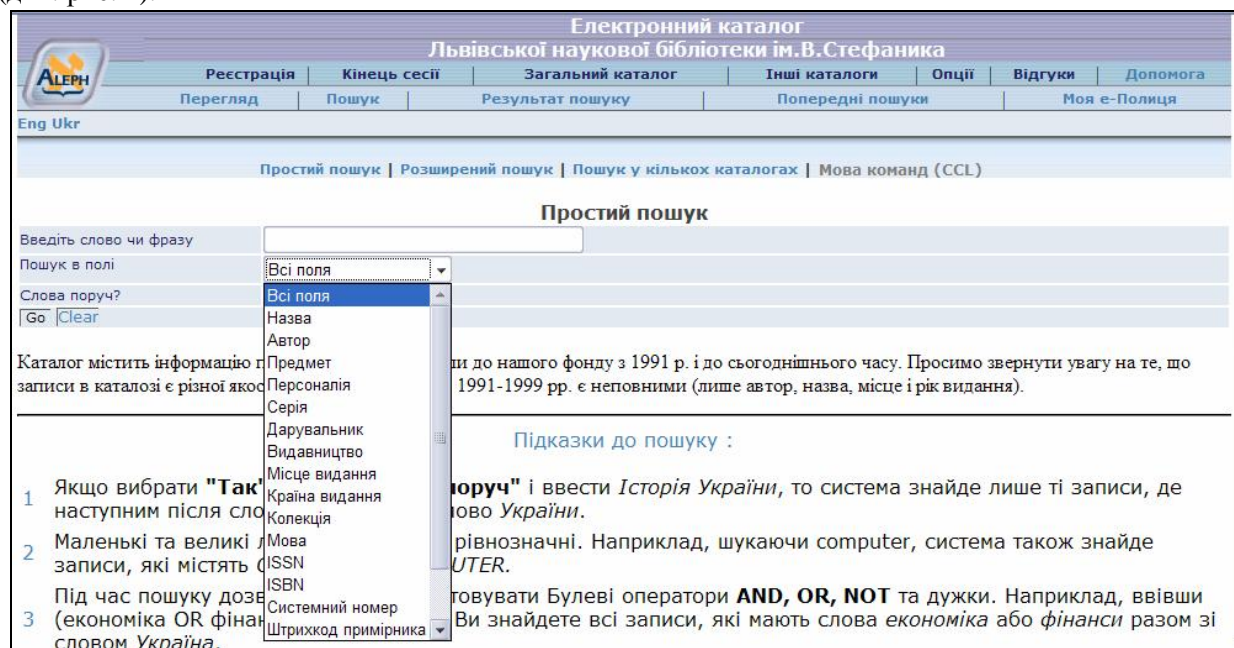 Електронний каталог
Львівської наукової бібліотеки ім.В.Стефаника
ALEPH
Реєстрація | Кінець сесії | Загальний каталог | Інші каталоги | Опції | Відгуки | Допомога
Перегляд | Пошук | Результат пошуку | Попередні пошуки | Моя е-Полиця
Eng Ukr
Простий пошук | Розширений пошук | Пошук у кількох каталогах | Мова команд (CCL)
Простий пошук
Введіть слово чи фразу
Пошук в полі
Всі поля
Слова поруч?
Go Clear
Всі поля
Назва
Автор
Предмет
Персоналія
Серія
Дарувальник
Видавництво
Місце видання
Країна видання
Колекція
Мова
ISSN
ISBN
Системний номер
Штрихкод примірника
Каталог містить інформацію до нашого фонду з 1991 р. і до сьогоднішнього часу. Просимо звернути увагу на те, що
записи в каталозі є різної 1991-1999 рр. є неповними (лише автор, назва, місце і рік видання).
Підказки до пошуку :
1 Якщо вибрати "Так" поруч" і ввести Історія України, то система знайде лише ті записи, де
наступним після України.
2 Маленькі та великі рівнозначні. Наприклад, шукаючи computer, система також знайде
записи, які містять
3 Під час пошуку Булеві оператори AND, OR, NOT та дужки. Наприклад, ввівши
(економіка OR Ви знайдете всі записи, які мають слова економіка або фінанси разом зі
словом Україна.